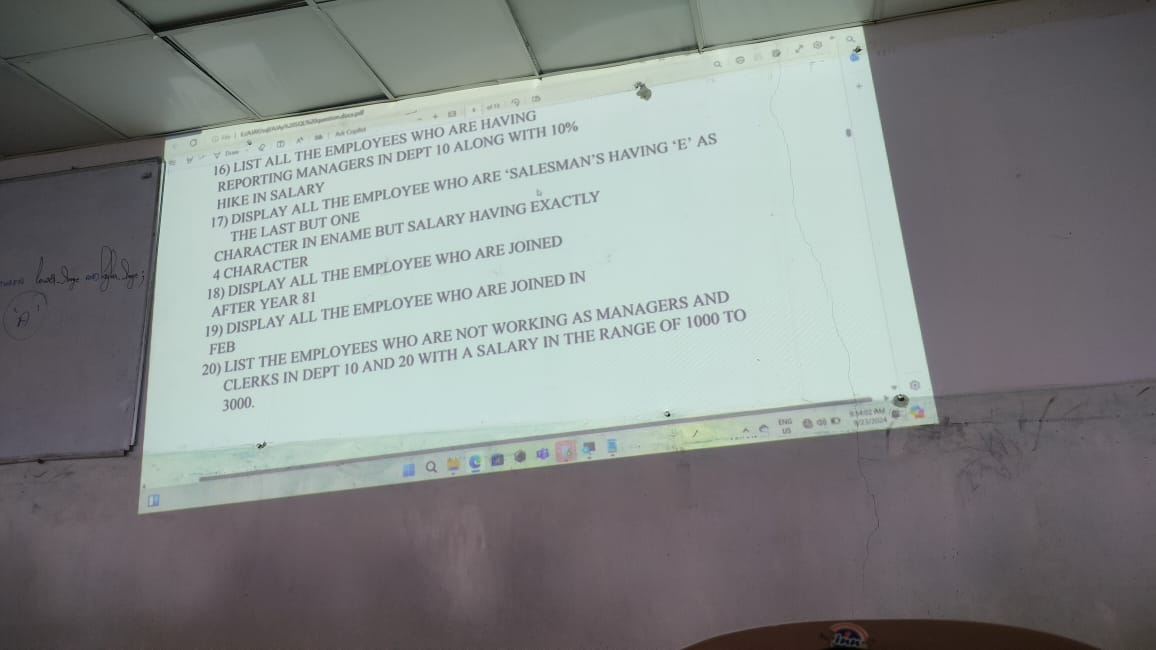 Ask Copilot
16) LIST ALL THE EMPLOYEES WHO ARE HAVING
REPORTING MANAGERS IN DEPT 10 ALONG WITH 10%
HIKE IN SALARY
17) DISPLAY ALL THE EMPLOYEE WHO ARE ‘SALESMAN’S HAVING ‘E’ AS
THE LAST BUT ONE
CHARACTER IN ENAME BUT SALARY HAVING EXACTLY
4 CHARACTER
18) DISPLAY ALL THE EMPLOYEE WHO ARE JOINED
AFTER YEAR 81
19) DISPLAY ALL THE EMPLOYEE WHO ARE JOINED IN
FEB
20) LIST THE EMPLOYEES WHO ARE NOT WORKING AS MANAGERS AND
CLERKS IN DEPT 10 AND 20 WITH A SALARY IN THE RANGE OF 1000 TO
3000.
ENG
US